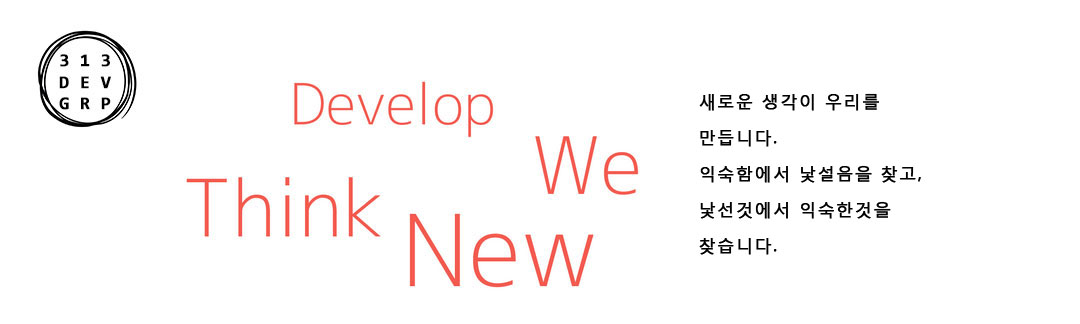 3 1 3
D E V
G R P
Develop
We
Think
New
새로운 생각이 우리를
만듭니다.
익숙함에서 낯설음을 찾고,
낯선것에서 익숙한것을
찾습니다.